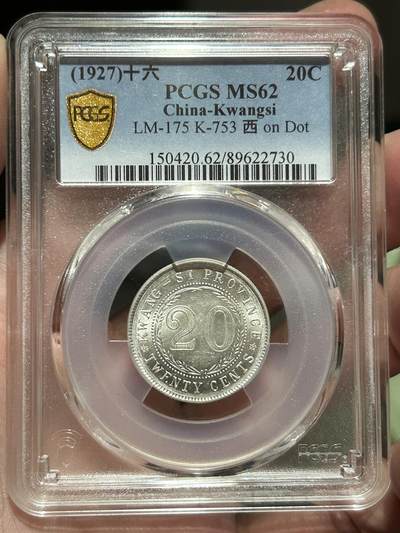 (1927)十六 20C
PCGS MS62
China-Kwangsi
LM-175 K-753 西 on Dot
150420.62/89622730
PCGS
KWANG-SI PROVINCE
20
TWENTY CENTS
PCGS